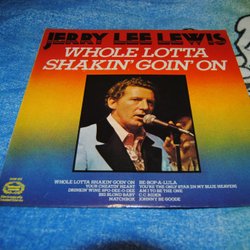 JERRY LEE LEWIS
WHOLE LOTTA
SHAKIN' GOIN' ON
WHOLE LOTTA SHAKIN' GOIN' ON
YOUR CHEATIN' HEART
DRINKIN' WINE SPO-DEE-O DEE
BIG BLOND BABY
MATCHBOX
BE-BOP-A-LULA
YOU'RE THE ONLY STAR (IN MY BLUE HEAVEN)
AM I TO BE THE ONE
C.C. RIDER
JOHNNY BE GOODE